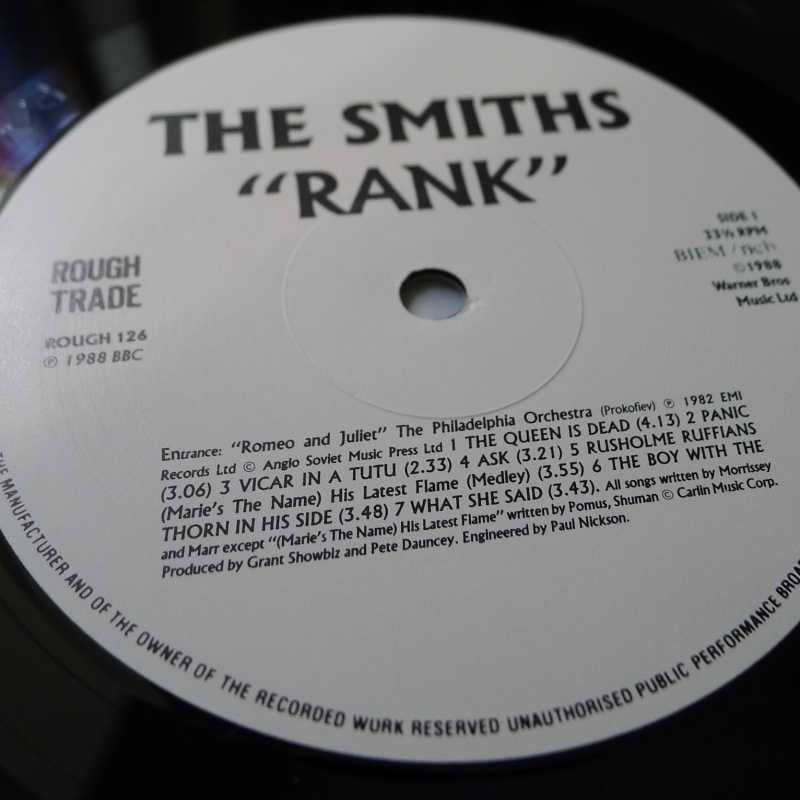 THE SMITHS
“RANK”
ROUGH
TRADE
ROUGH 126
℗ 1988 BBC
SIDE 1
33⅓ RPM
BIEM /
© 1988
Warner Bros
Music Ltd
Entrance: “Romeo and Juliet” The Philadelphia Orchestra (Prokofiev) ℗ 1982 EMI
Records Ltd © Anglo Soviet Music Press Ltd 1 THE QUEEN IS DEAD (4.13) 2 PANIC
(3.06) 3 VICAR IN A TUTU (2.33) 4 ASK (3.21) 5 RUSHOLME RUFFIANS
(Marie's The Name) His Latest Flame (Medley) (3.55) 6 THE BOY WITH THE
THORN IN HIS SIDE (3.48) 7 WHAT SHE SAID (3.43). All songs written by Morrissey
and Marr except “(Marie's The Name) His Latest Flame” written by Pomus, Shuman © Carlin Music Corp.
Produced by Grant Showbiz and Pete Dauncey. Engineered by Paul Nickson.
THE MANUFACTURER AND OF THE OWNER OF THE RECORDED WORK RESERVED UNAUTHORISED PUBLIC PERFORMANCE BROA